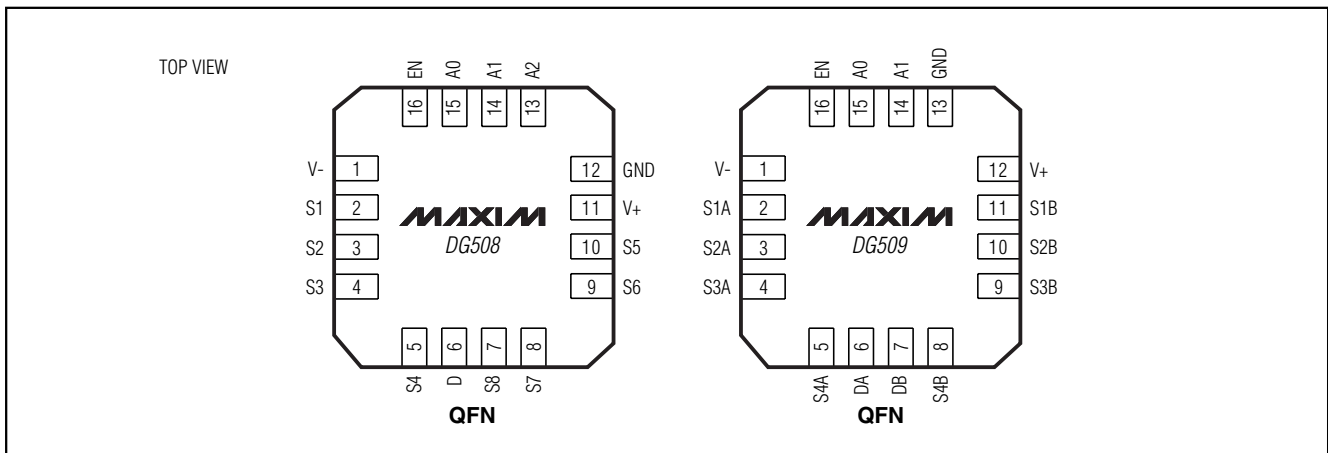 TOP VIEW
EN A0 A1 A2
16 15 14 13
V- 1 12 GND
S1 2 11 V+
S2 3 10 S5
S3 4 9 S6
MAXIM
DG508
5 6 7 8
S4 D S8 S7
QFN
EN A0 A1 GND
16 15 14 13
V- 1 12 V+
S1A 2 11 S1B
S2A 3 10 S2B
S3A 4 9 S3B
MAXIM
DG509
5 6 7 8
S4A DA DB S4B
QFN